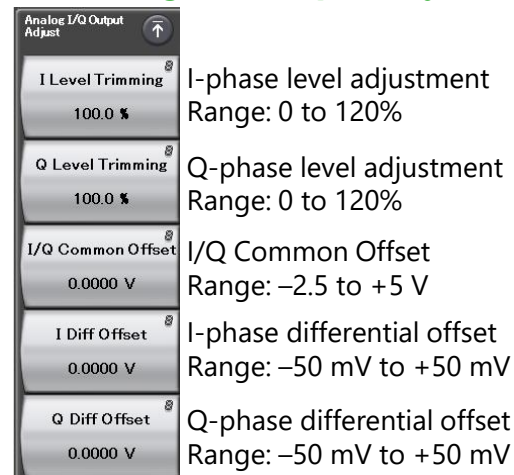 Analog I/Q Output
Adjust
I Level Trimming
100.0 %
I-phase level adjustment
Range: 0 to 120%
Q Level Trimming
100.0 %
Q-phase level adjustment
Range: 0 to 120%
I/Q Common Offset
0.0000 V
I/Q Common Offset
Range: –2.5 to +5 V
I Diff Offset
0.0000 V
I-phase differential offset
Range: –50 mV to +50 mV
Q Diff Offset
0.0000 V
Q-phase differential offset
Range: –50 mV to +50 mV